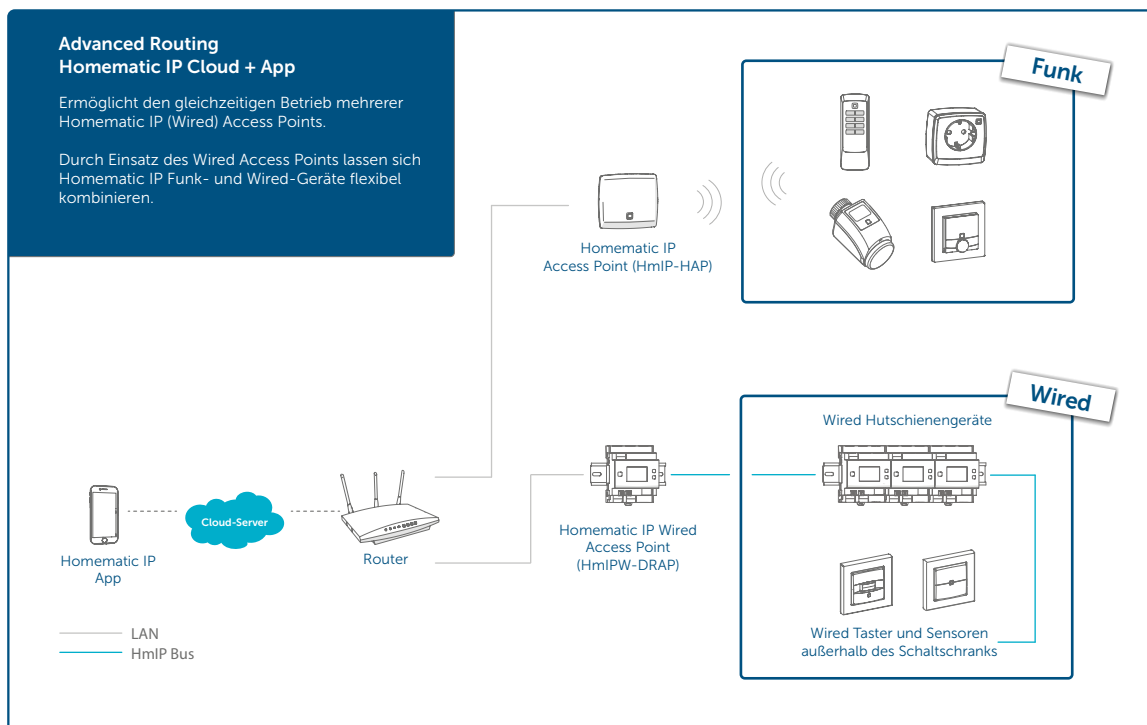 Advanced Routing
Homematic IP Cloud + App
Ermöglicht den gleichzeitigen Betrieb mehrerer
Homematic IP (Wired) Access Points.
Durch Einsatz des Wired Access Points lassen sich
Homematic IP Funk- und Wired-Geräte flexibel
kombinieren.
Funk
Homematic IP
Access Point (HmIP-HAP)
Wired
Wired Hutschienengeräte
Cloud-Server
Homematic IP
App
Router
Homematic IP Wired
Access Point
(HmIPW-DRAP)
Wired Taster und Sensoren
außerhalb des Schaltschranks
LAN
HmIP Bus